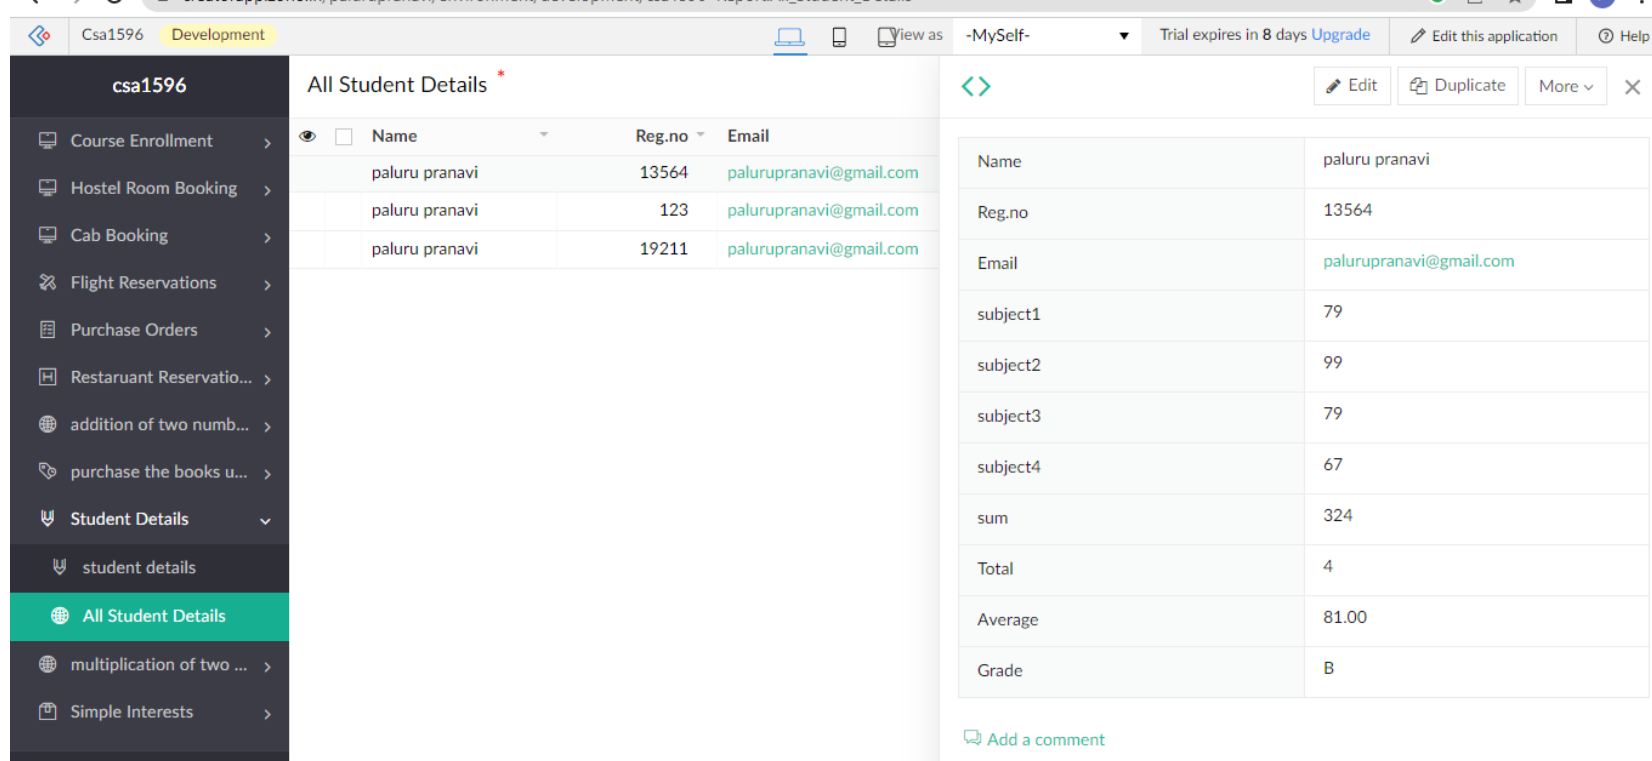 Csa1596 Development View as -MySelf- Trial expires in 8 days Upgrade Edit this application Help
csa1596
Course Enrollment
Hostel Room Booking
Cab Booking
Flight Reservations
Purchase Orders
Restaruant Reservatio...
addition of two numb...
purchase the books u...
Student Details
student details
All Student Details
multiplication of two ...
Simple Interests
All Student Details *
Name Reg.no Email
paluru pranavi 13564 palurupranavi@gmail.com
paluru pranavi 123 palurupranavi@gmail.com
paluru pranavi 19211 palurupranavi@gmail.com
Edit Duplicate More
Name paluru pranavi
Reg.no 13564
Email palurupranavi@gmail.com
subject1 79
subject2 99
subject3 79
subject4 67
sum 324
Total 4
Average 81.00
Grade B
Add a comment